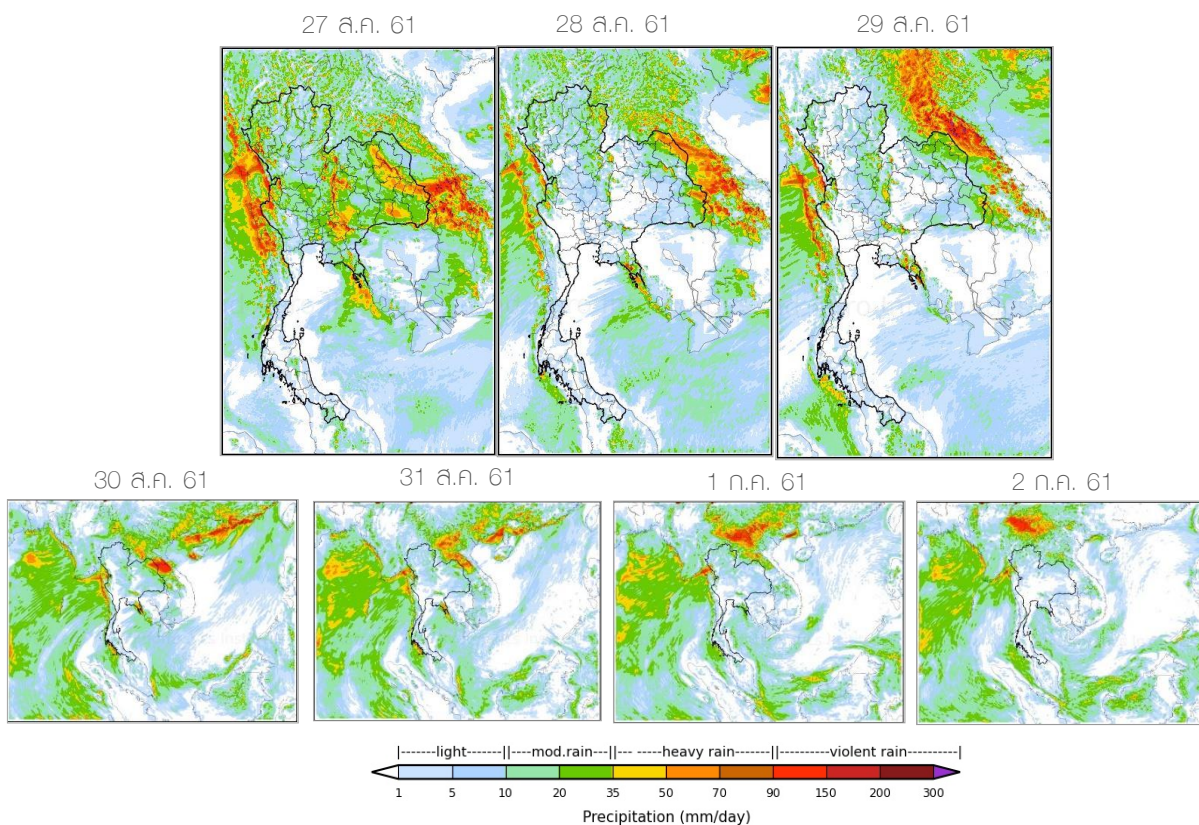 27 ส.ค. 61
28 ส.ค. 61
29 ส.ค. 61
30 ส.ค. 61
31 ส.ค. 61
1 ก.ค. 61
2 ก.ค. 61
|-------light-------||----mod.rain---||--- -----heavy rain----------||---------violent rain----------|
1 5 10 20 35 50 70 90 150 200 300
Precipitation (mm/day)